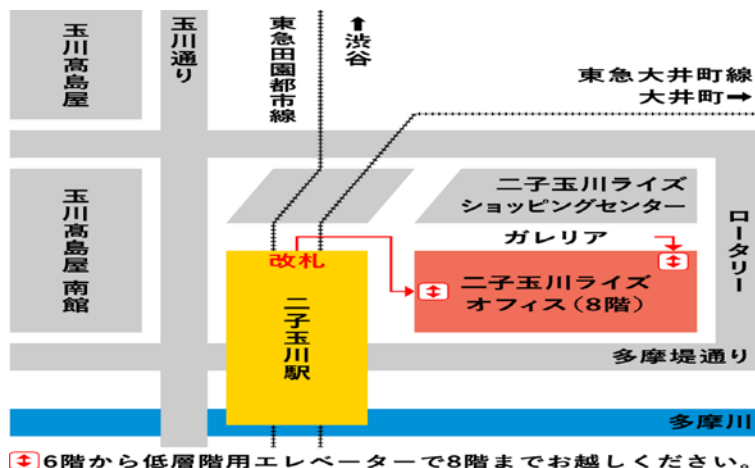 玉川髙島屋
玉川通り
東急田園都市線
↑渋谷
東急大井町線
大井町→
二子玉川ライズ
ショッピングセンター
ガレリア
ロータリー
玉川髙島屋 南館
改札
二子玉川駅
二子玉川ライズ
オフィス(8階)
多摩堤通り
多摩川
6階から低層階用エレベーターで8階までお越しください。